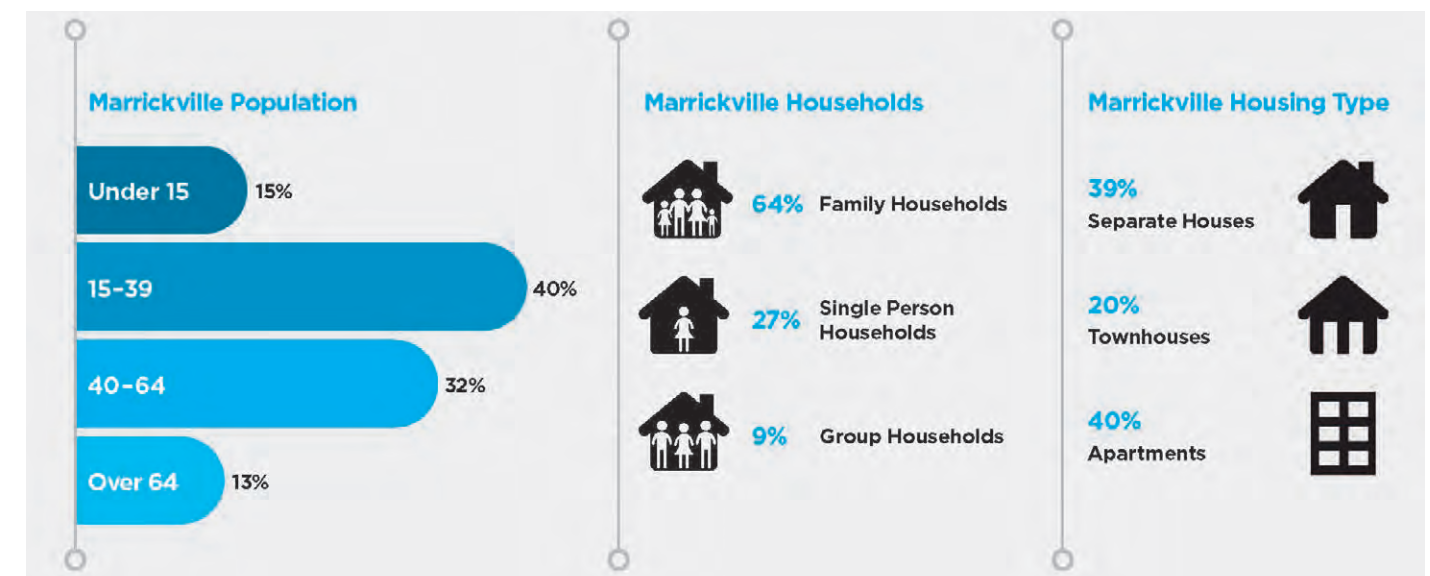 Marrickville Population
Under 15
15%
15-39
40%
40-64
32%
Over 64
13%
Marrickville Households
64% Family Households
27% Single Person
Households
9% Group Households
Marrickville Housing Type
39%
Separate Houses
20%
Townhouses
40%
Apartments